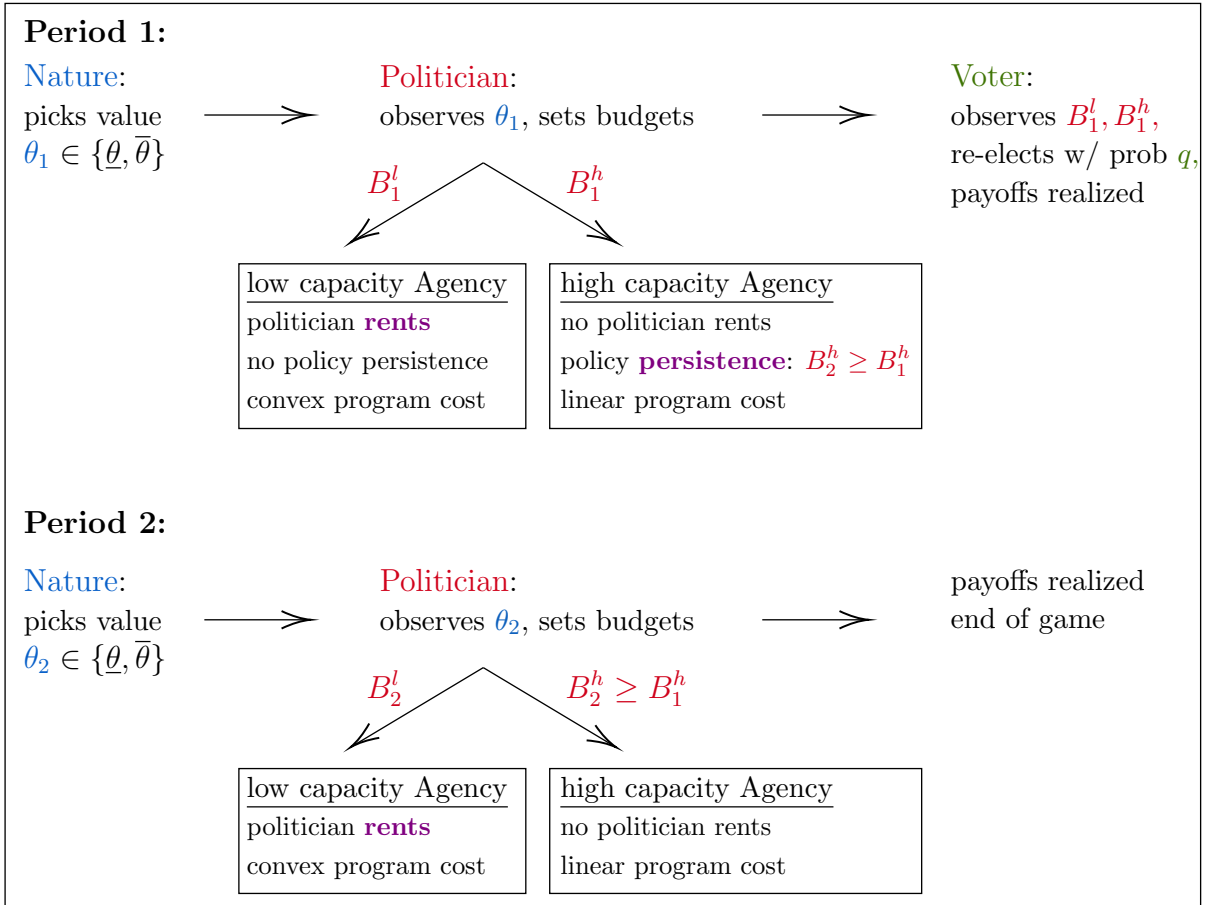 Period 1:
Nature:
picks value
θ₁ ∈ {θ̲, θ̅}
Politician:
observes θ₁, sets budgets
Voter:
observes B₁ˡ, B₁ʰ,
re-elects w/ prob q,
payoffs realized
B₁ˡ
B₁ʰ
low capacity Agency
politician rents
no policy persistence
convex program cost
high capacity Agency
no politician rents
policy persistence: B₂ʰ ≥ B₁ʰ
linear program cost
Period 2:
Nature:
picks value
θ₂ ∈ {θ̲, θ̅}
Politician:
observes θ₂, sets budgets
payoffs realized
end of game
B₂ˡ
B₂ʰ ≥ B₁ʰ
low capacity Agency
politician rents
convex program cost
high capacity Agency
no politician rents
linear program cost